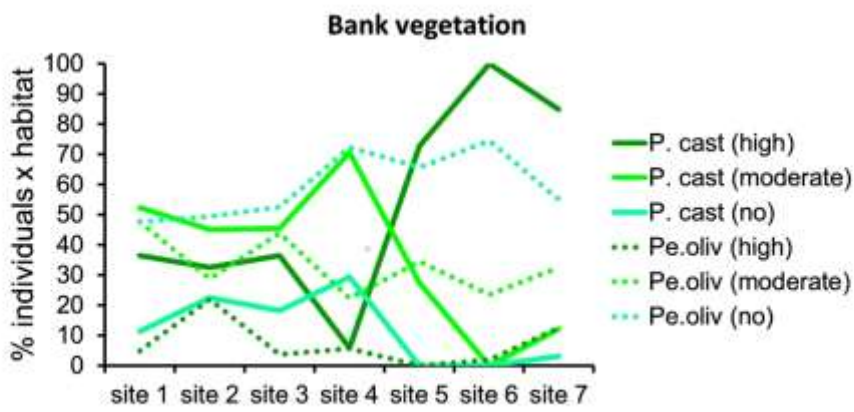 Bank vegetation
% individuals x habitat
100
90
80
70
60
50
40
30
20
10
0
site 1 site 2 site 3 site 4 site 5 site 6 site 7
P. cast (high)
P. cast (moderate)
P. cast (no)
Pe.oliv (high)
Pe.oliv (moderate)
Pe.oliv (no)